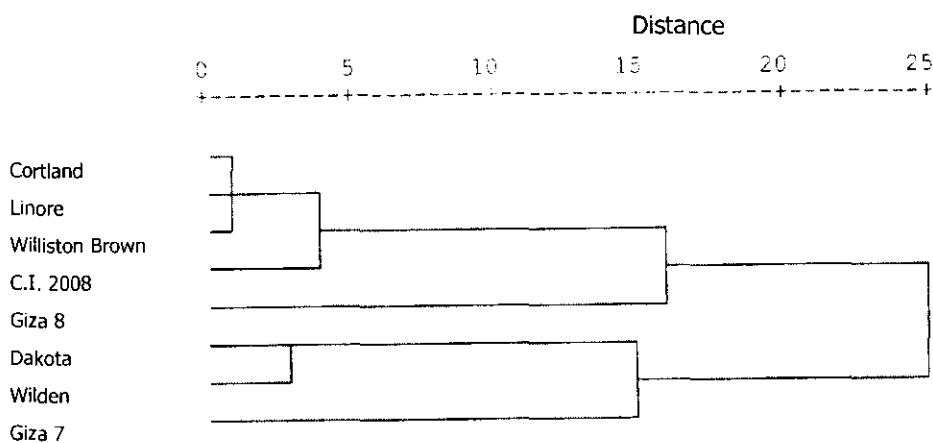 Distance
0 5 10 15 20 25
Cortland
Linore
Williston Brown
C.I. 2008
Giza 8
Dakota
Wilden
Giza 7